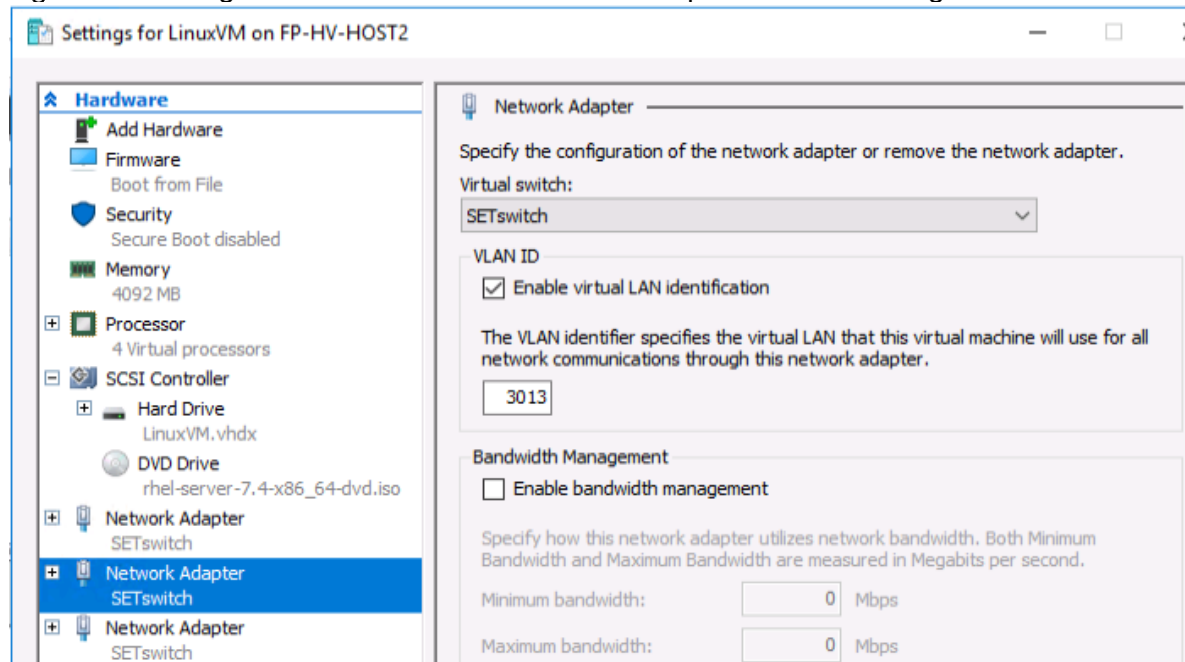 Settings for LinuxVM on FP-HV-HOST2
Hardware
Add Hardware
Firmware
Boot from File
Security
Secure Boot disabled
Memory
4092 MB
Processor
4 Virtual processors
SCSI Controller
Hard Drive
LinuxVM.vhdx
DVD Drive
rhel-server-7.4-x86_64-dvd.iso
Network Adapter
SETswitch
Network Adapter
SETswitch
Network Adapter
SETswitch
Network Adapter
Specify the configuration of the network adapter or remove the network adapter.
Virtual switch:
SETswitch
VLAN ID
Enable virtual LAN identification
The VLAN identifier specifies the virtual LAN that this virtual machine will use for all
network communications through this network adapter.
3013
Bandwidth Management
Enable bandwidth management
Specify how this network adapter utilizes network bandwidth. Both Minimum
Bandwidth and Maximum Bandwidth are measured in Megabits per second.
Minimum bandwidth: 0 Mbps
Maximum bandwidth: 0 Mbps